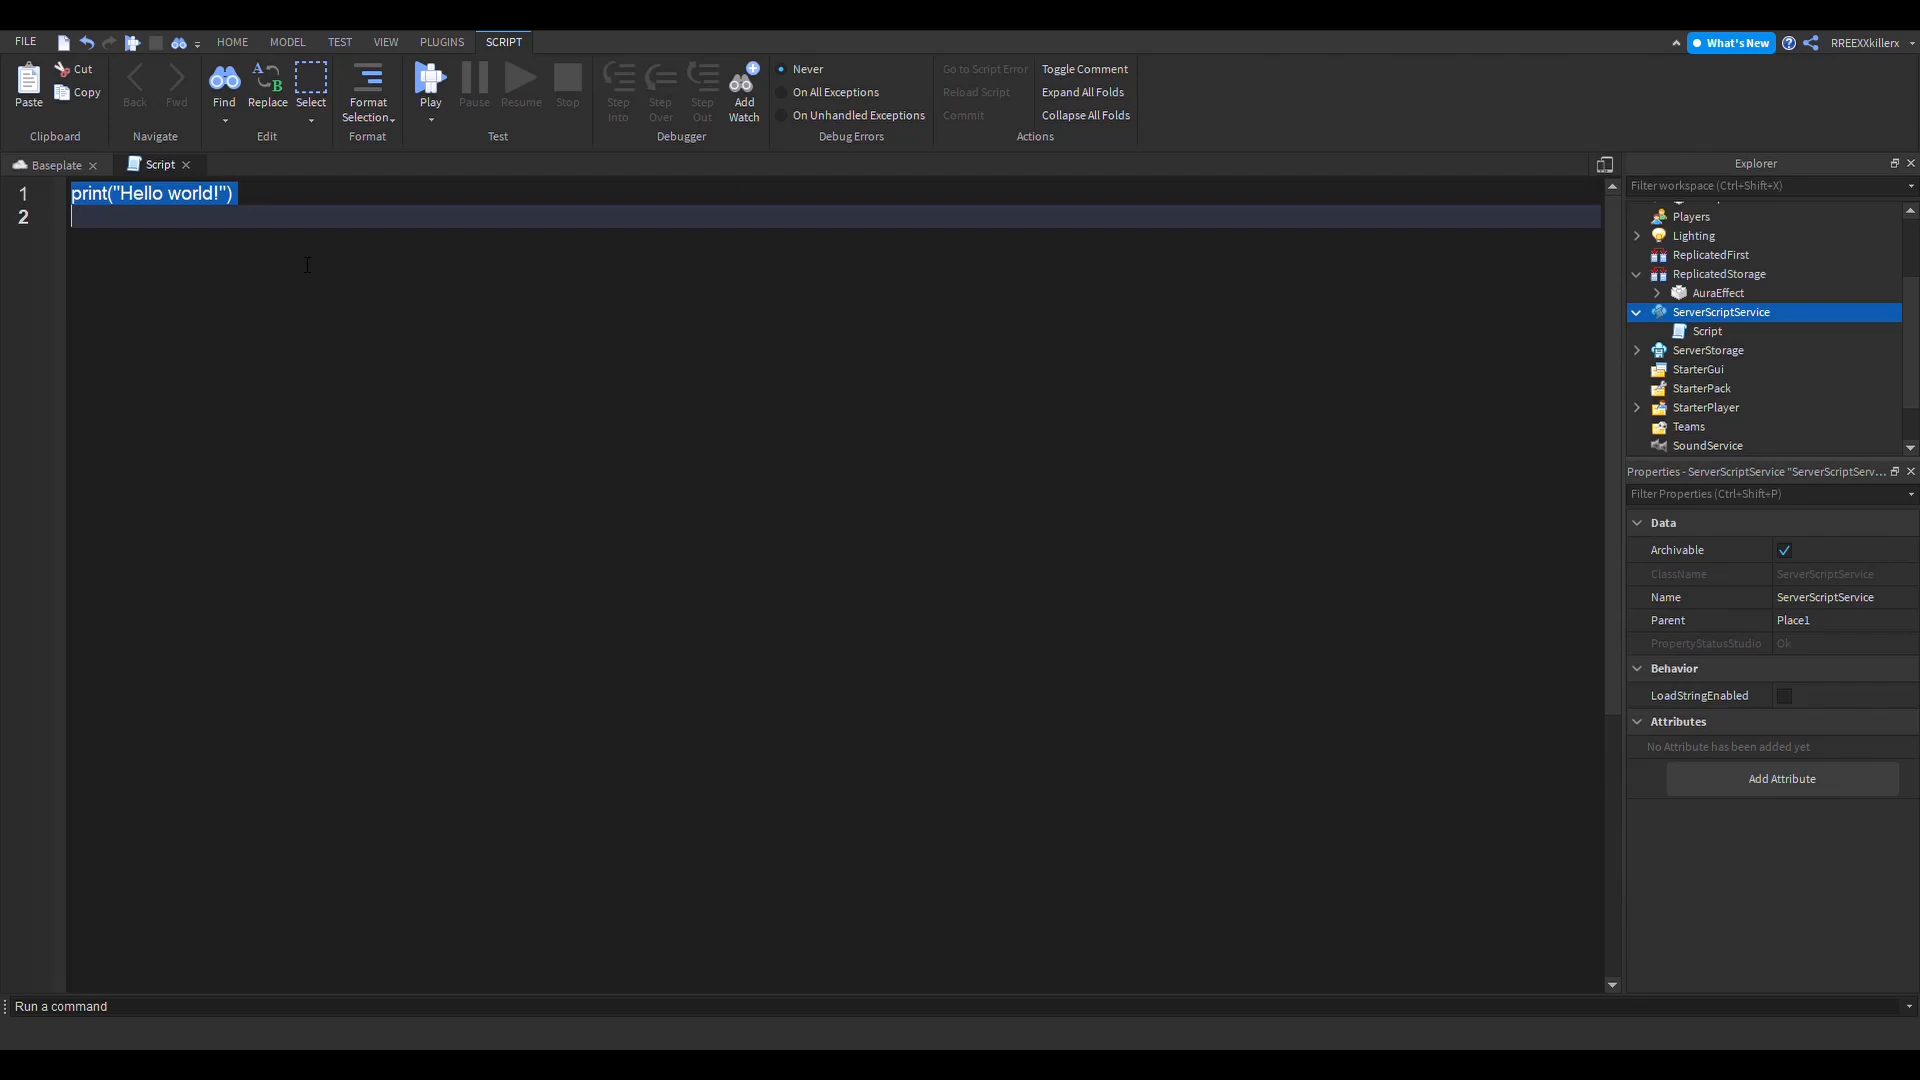 FILE HOME MODEL TEST VIEW PLUGINS SCRIPT What's New RREEXXkillerx
Paste Cut Copy Back Fwd Find Replace Select Format Selection Play Pause Resume Stop Step Into Step Over Step Out Add Watch
Never
On All Exceptions
On Unhandled Exceptions
Go to Script Error
Reload Script
Commit
Toggle Comment
Expand All Folds
Collapse All Folds
Clipboard Navigate Edit Format Test Debugger Debug Errors Actions
Baseplate Script
1 print("Hello world!")
2
Explorer
Filter workspace (Ctrl+Shift+X)
Players
Lighting
ReplicatedFirst
ReplicatedStorage
AuraEffect
ServerScriptService
Script
ServerStorage
StarterGui
StarterPack
StarterPlayer
Teams
SoundService
Properties - ServerScriptService "ServerScriptServ...
Filter Properties (Ctrl+Shift+P)
Data
Archivable
ClassName ServerScriptService
Name ServerScriptService
Parent Place1
PropertyStatusStudio Ok
Behavior
LoadStringEnabled
Attributes
No Attribute has been added yet
Add Attribute
Run a command